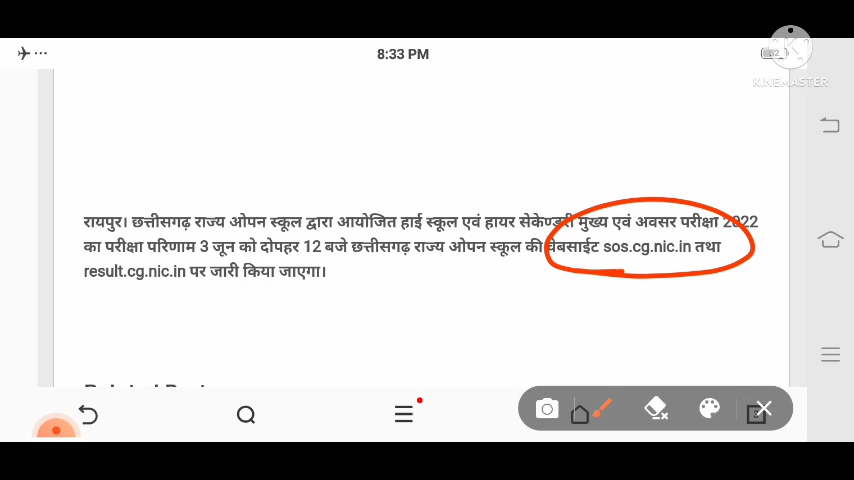 8:33 PM
KINEMASTER
रायपुर। छत्तीसगढ़ राज्य ओपन स्कूल द्वारा आयोजित हाई स्कूल एवं हायर सेकेण्डरी मुख्य एवं अवसर परीक्षा 2022
का परीक्षा परिणाम 3 जून को दोपहर 12 बजे छत्तीसगढ़ राज्य ओपन स्कूल की वेबसाईट sos.cg.nic.in तथा
result.cg.nic.in पर जारी किया जाएगा।